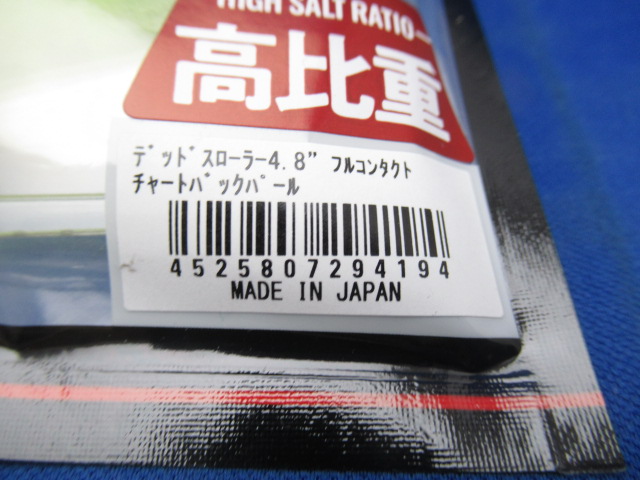 HIGH SALT RATIO
高比重
ﾃﾞｯﾄﾞｽﾛｰﾗｰ4.8” ﾌﾙｺﾝﾀｸﾄ
ﾁｬｰﾄﾊﾞｯｸﾊﾟｰﾙ
4525807294194
MADE IN JAPAN